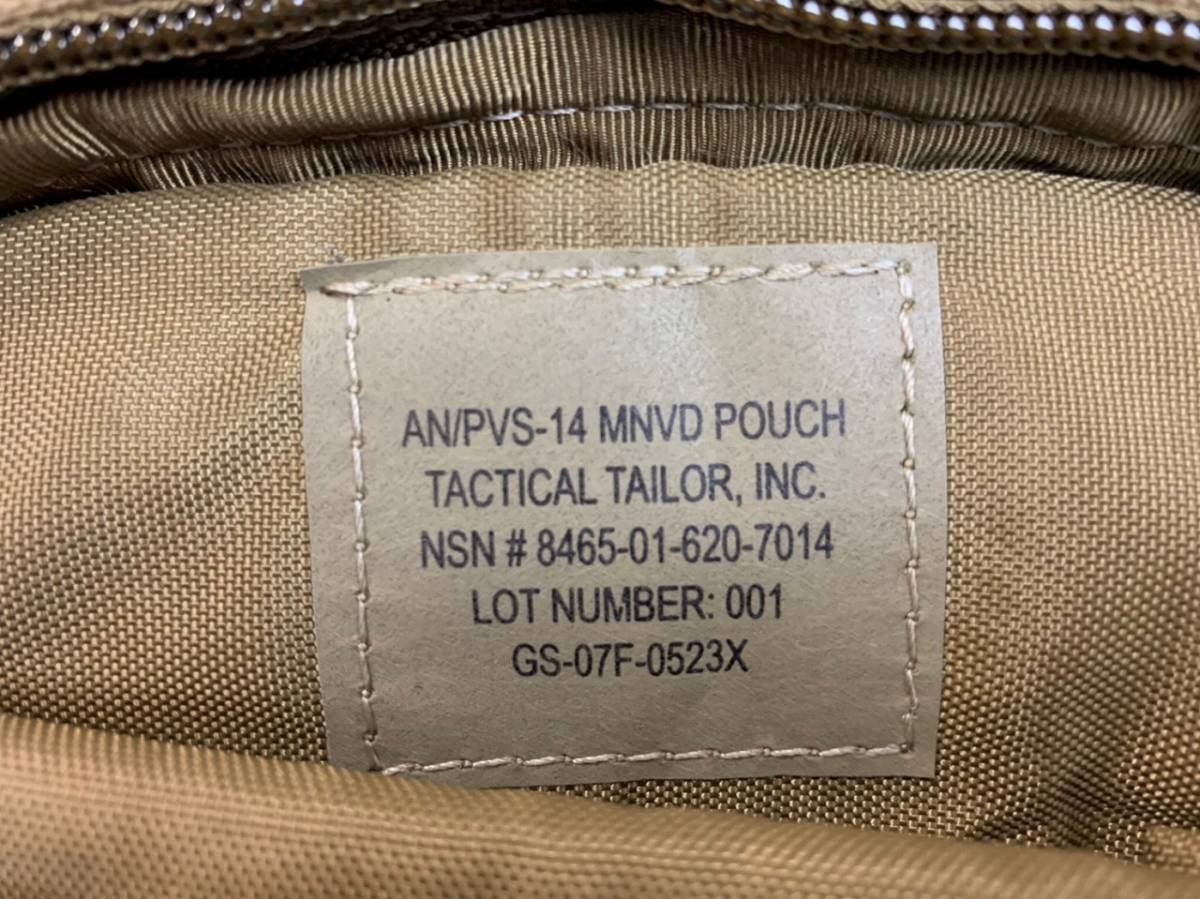 AN/PVS-14 MNVD POUCH
TACTICAL TAILOR, INC.
NSN # 8465-01-620-7014
LOT NUMBER: 001
GS-07F-0523X